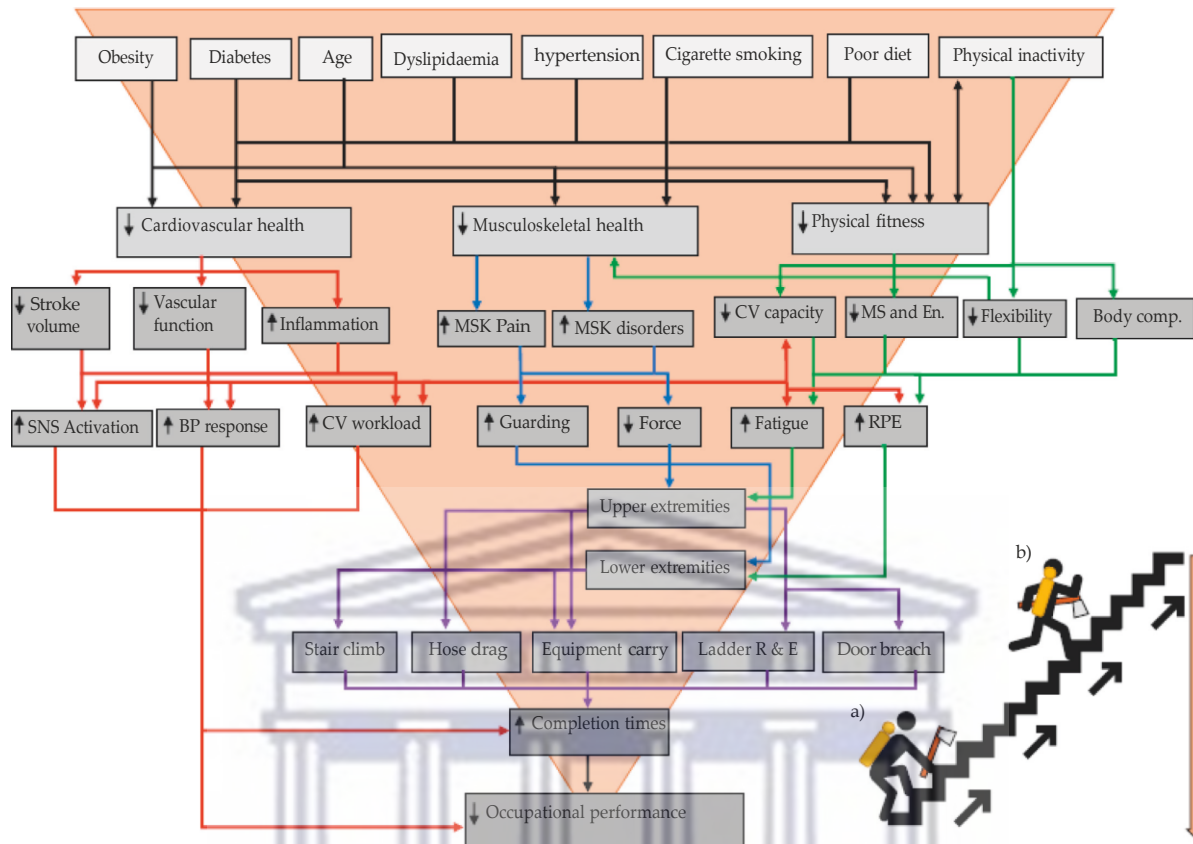 Obesity
Diabetes
Age
Dyslipidaemia
hypertension
Cigarette smoking
Poor diet
Physical inactivity
Cardiovascular health
Musculoskeletal health
Physical fitness
Stroke
volume
Vascular
function
Inflammation
MSK Pain
MSK disorders
CV capacity
MS and En.
Flexibility
Body comp.
SNS Activation
BP response
CV workload
Guarding
Force
Fatigue
RPE
Upper extremities
Lower extremities
b)
Stair climb
Hose drag
Equipment carry
Ladder R & E
Door breach
a)
Completion times
Occupational performance